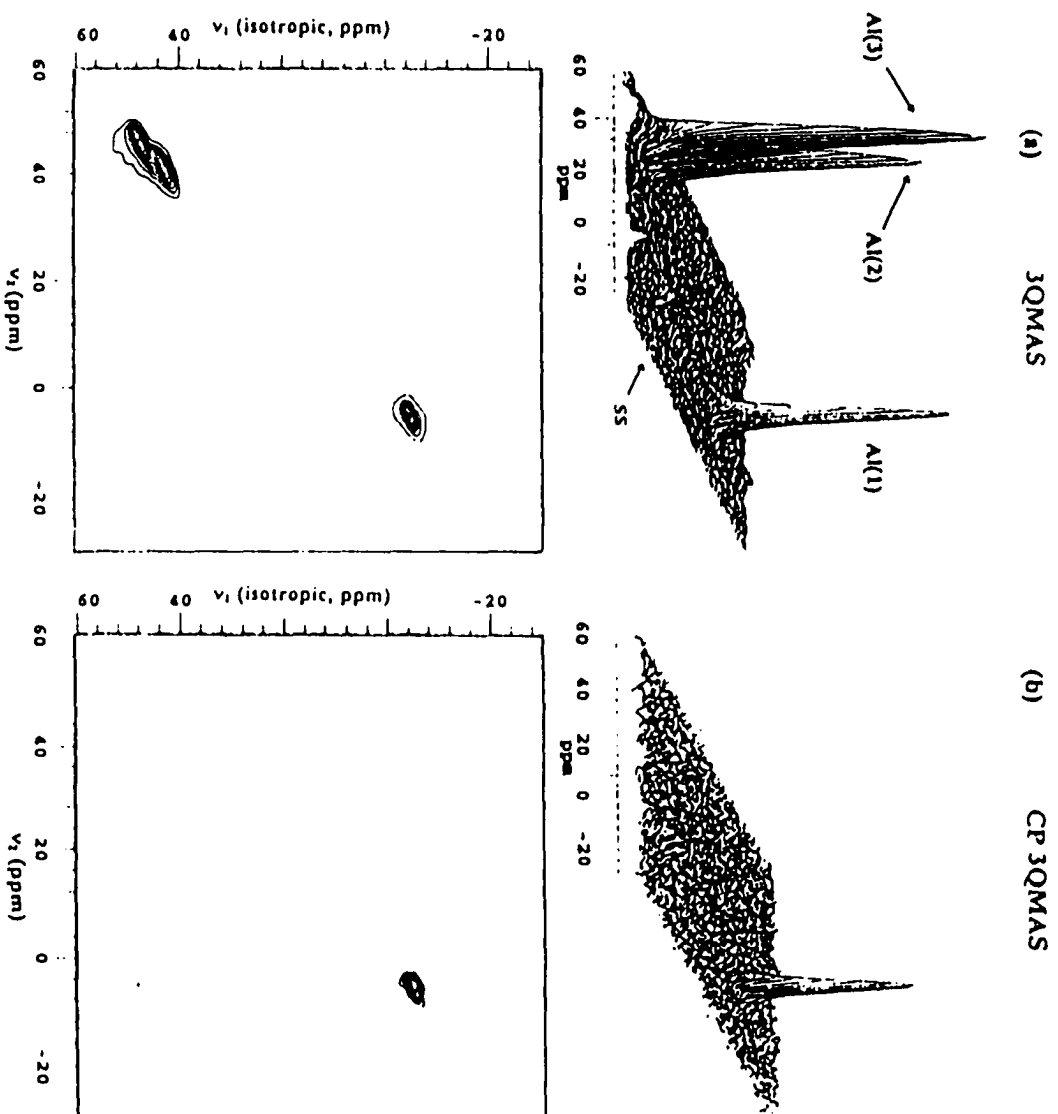 (a) 3QMAS
Al(3)
Al(2)
Al(1)
SS
60 40 20 0 -20
ppm
ν₁ (isotropic, ppm)
60 40 -20
60 40 20 0 -20
ν₂ (ppm)
(b) CP 3QMAS
60 40 20 0 -20
ppm
ν₁ (isotropic, ppm)
60 40 -20
60 40 20 0 -20
ν₂ (ppm)